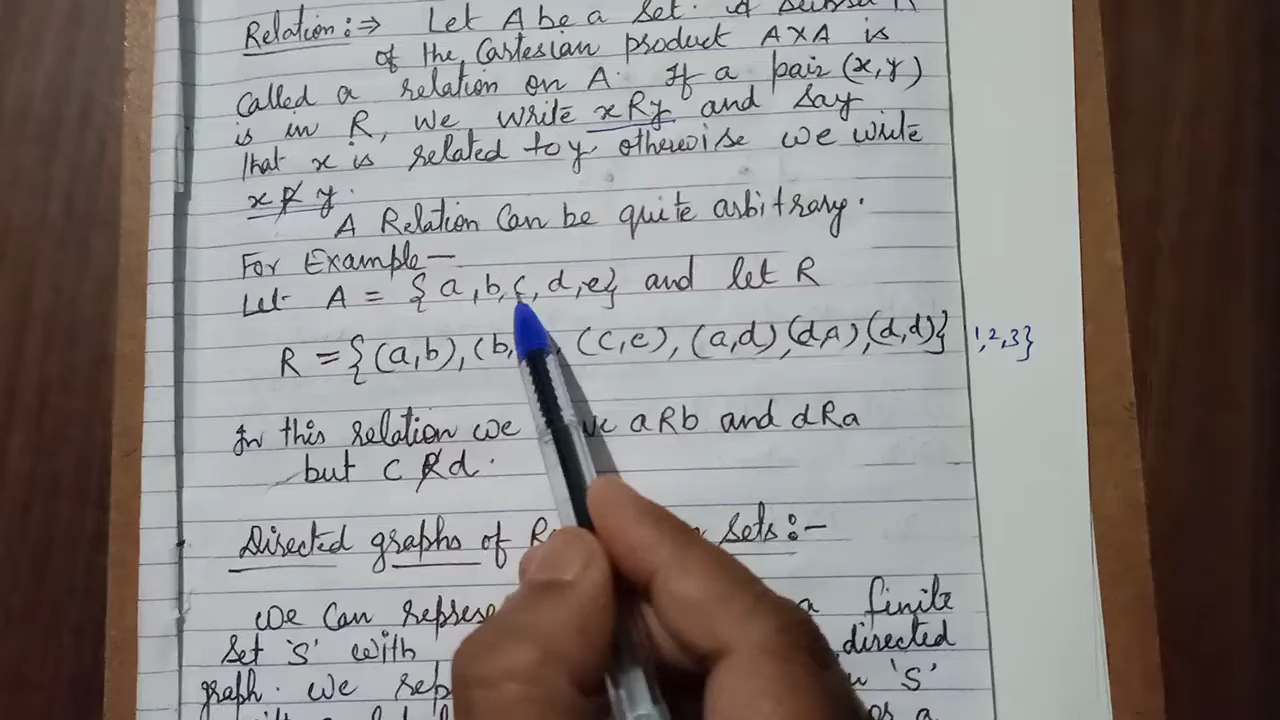 Relation :⇒ Let A be a Set. A
of the Cartesian product A×A is
called a relation on A. If a pair (x,y)
is in R, we write xRy and say
that x is related to y otherwise we write
x R̸ y.
A Relation Can be quite arbitrary.
For Example—
Let A = {a,b,c,d,e} and let R
R = {(a,b), (b, (c,e), (a,d), (d,A), (d,d)} 1,2,3}
In this relation we aRb and dRa
but c R̸ d.
Directed graphs of Sets:-
We Can a finite
Set 'S' with directed
graph. We 'S'
a